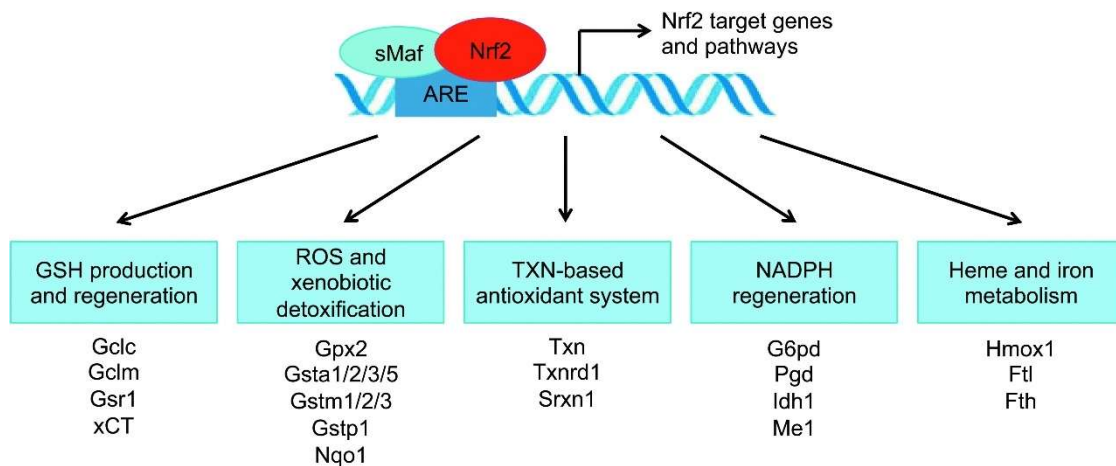 Nrf2 target genes
and pathways
sMaf
Nrf2
ARE
GSH production
and regeneration
ROS and
xenobiotic
detoxification
TXN-based
antioxidant system
NADPH
regeneration
Heme and iron
metabolism
Gclc
Gclm
Gsr1
xCT
Gpx2
Gsta1/2/3/5
Gstm1/2/3
Gstp1
Nqo1
Txn
Txnrd1
Srxn1
G6pd
Pgd
Idh1
Me1
Hmox1
Ftl
Fth